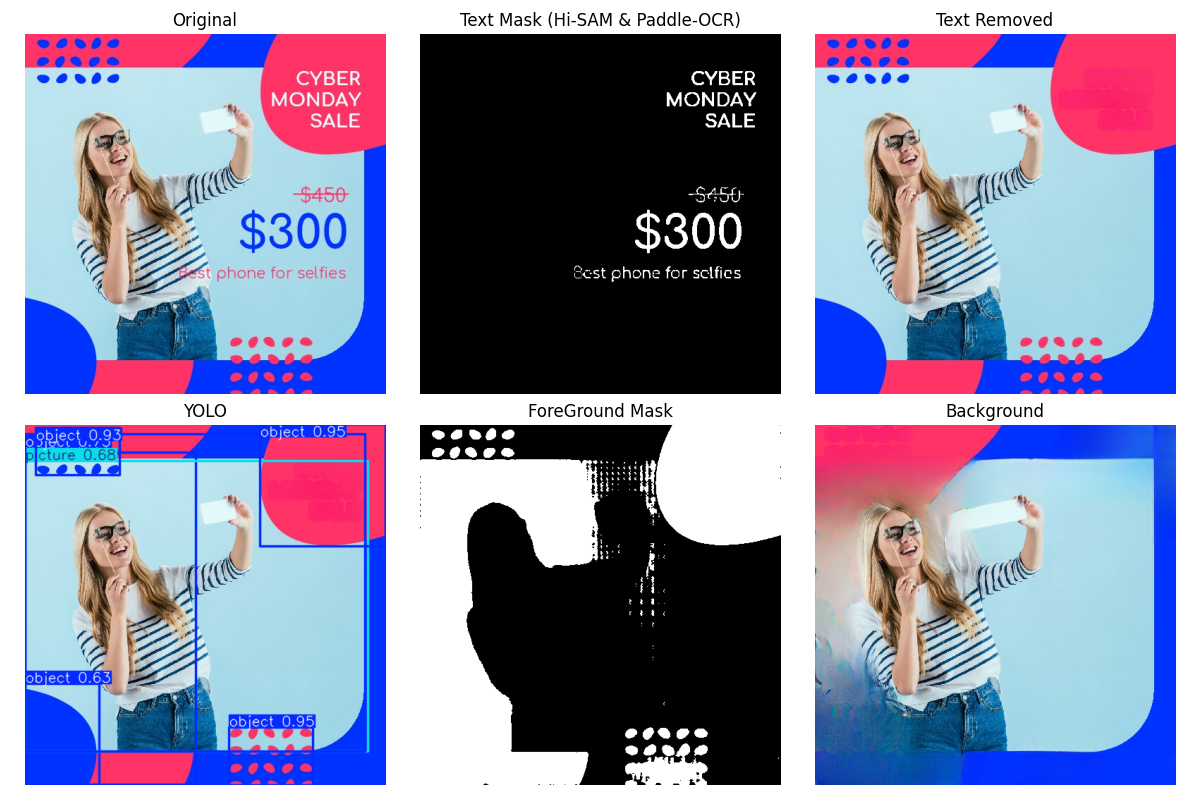 Original
CYBER
MONDAY
SALE
$450
$300
Best phone for selfies
Text Mask (Hi-SAM & Paddle-OCR)
CYBER
MONDAY
SALE
$450
$300
Best phone for selfies
Text Removed
YOLO
object 0.93
object 0.75
picture 0.68
object 0.95
object 0.63
object 0.95
ForeGround Mask
Background